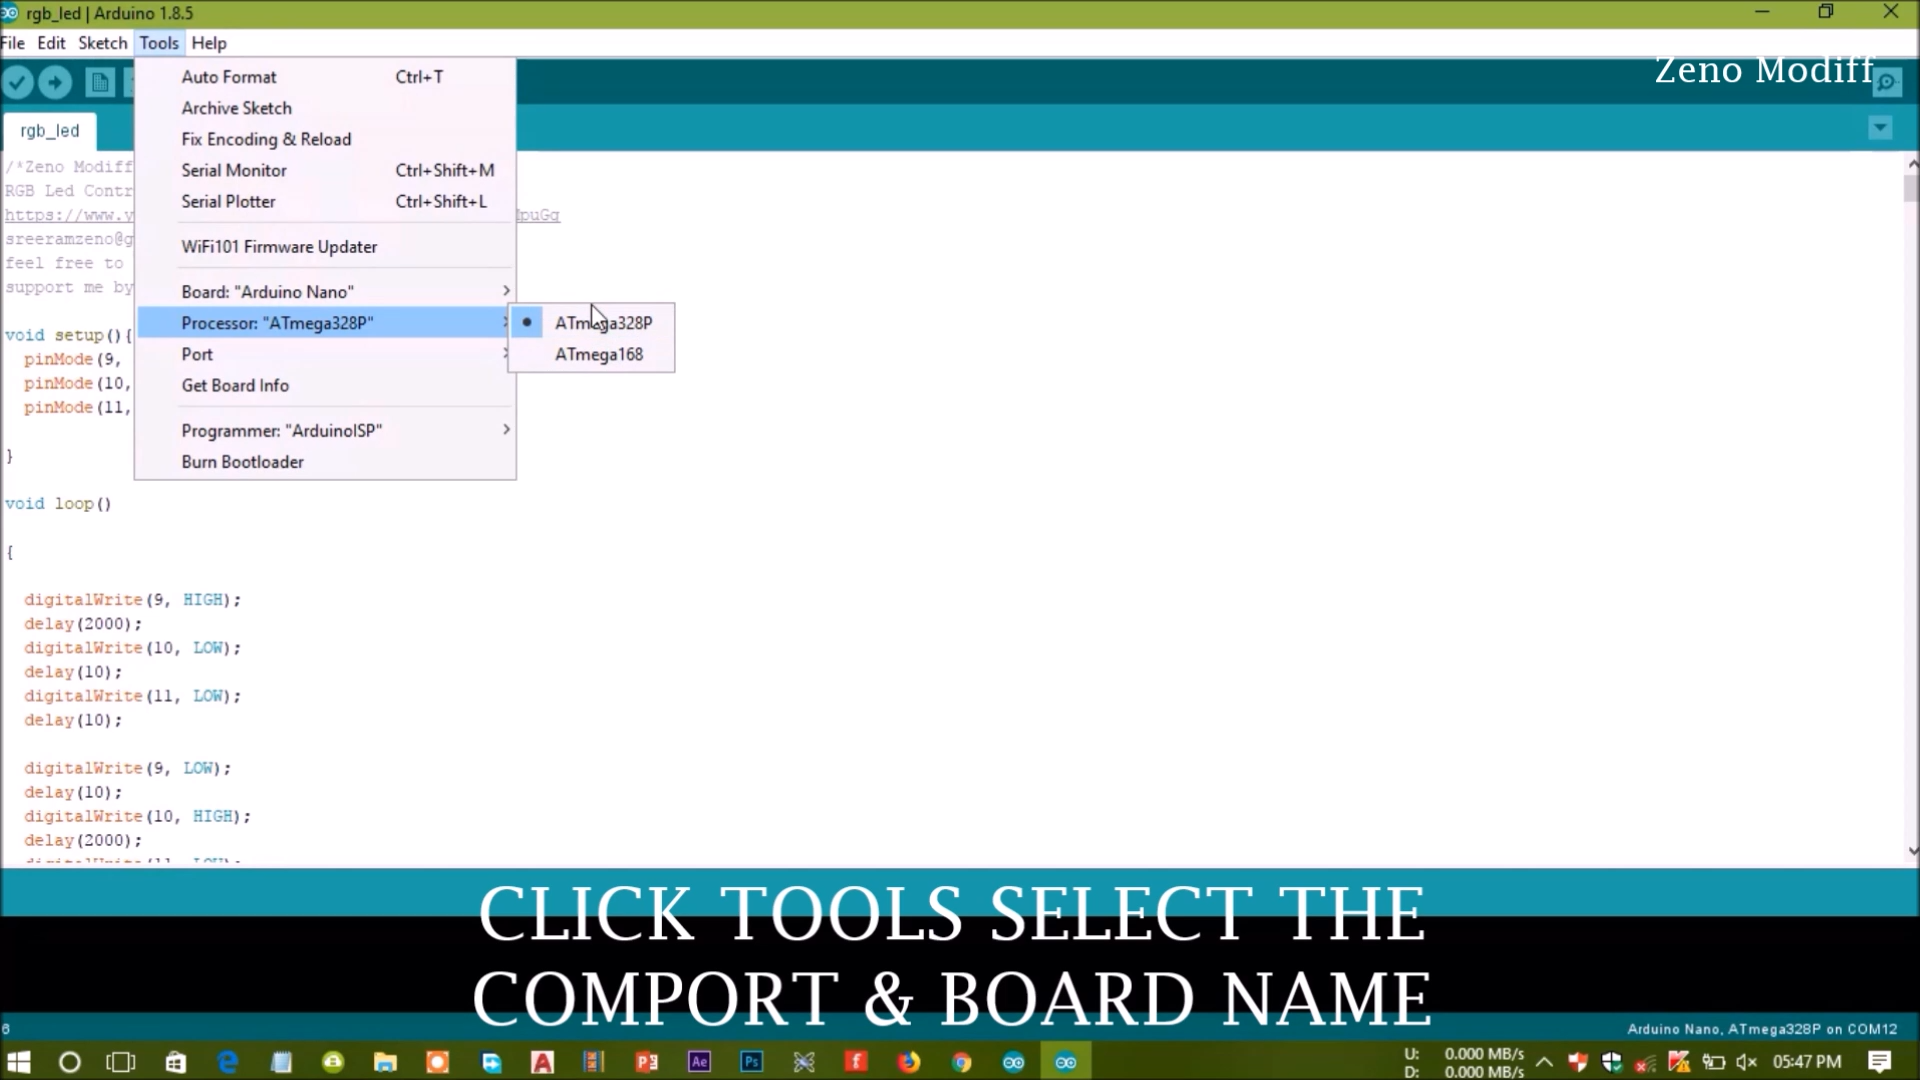 rgb_led | Arduino 1.8.5
File Edit Sketch Tools Help
Zeno Modiff
Auto Format Ctrl+T
Archive Sketch
Fix Encoding & Reload
Serial Monitor Ctrl+Shift+M
Serial Plotter Ctrl+Shift+L
WiFi101 Firmware Updater
Board: "Arduino Nano"
Processor: "ATmega328P"
Port
Get Board Info
Programmer: "ArduinoISP"
Burn Bootloader
ATmega328P
ATmega168
rgb_led
/*Zeno Modiff
RGB Led Contr
https://www.y
sreeramzeno@g
feel free to
support me by
void setup(){
pinMode(9,
pinMode(10,
pinMode(11,
}
void loop()
{
digitalWrite(9, HIGH);
delay(2000);
digitalWrite(10, LOW);
delay(10);
digitalWrite(11, LOW);
delay(10);
digitalWrite(9, LOW);
delay(10);
digitalWrite(10, HIGH);
delay(2000);
CLICK TOOLS SELECT THE
COMPORT & BOARD NAME
6
Arduino Nano, ATmega328P on COM12
U: 0.000 MB/s
D: 0.000 MB/s
05:47 PM